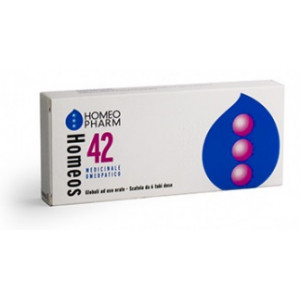 HOMEO
PHARM
Homeos
42
MEDICINALE
OMEOPATICO
Globuli ad uso orale - Scatola da 6 tubi dose